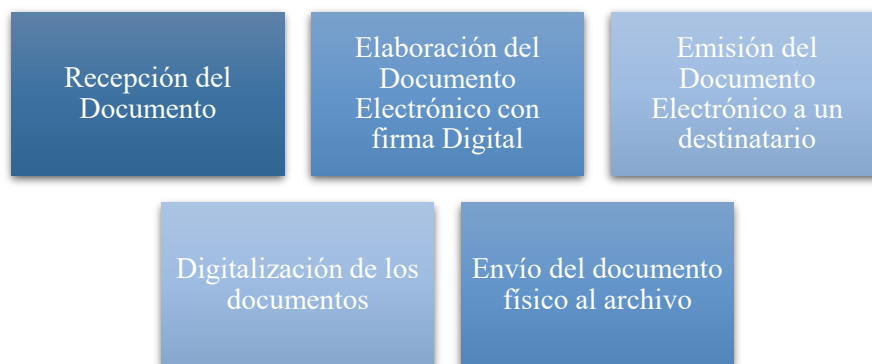 Recepción del
Documento
Elaboración del
Documento
Electrónico con
firma Digital
Emisión del
Documento
Electrónico a un
destinatario
Digitalización de los
documentos
Envío del documento
físico al archivo